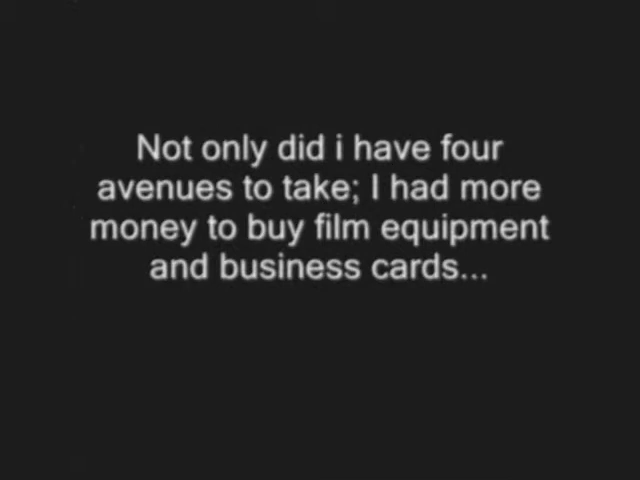 Not only did i have four
avenues to take; I had more
money to buy film equipment
and business cards...